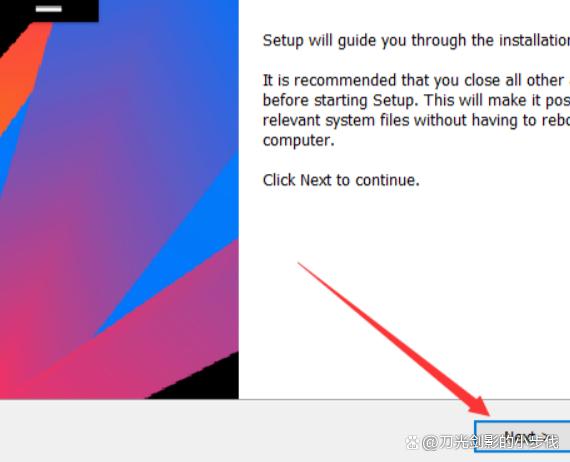 Setup will guide you through the installation
It is recommended that you close all other
before starting Setup. This will make it pos
relevant system files without having to rebo
computer.
Click Next to continue.
Next >
@刀光剑影的小步伐